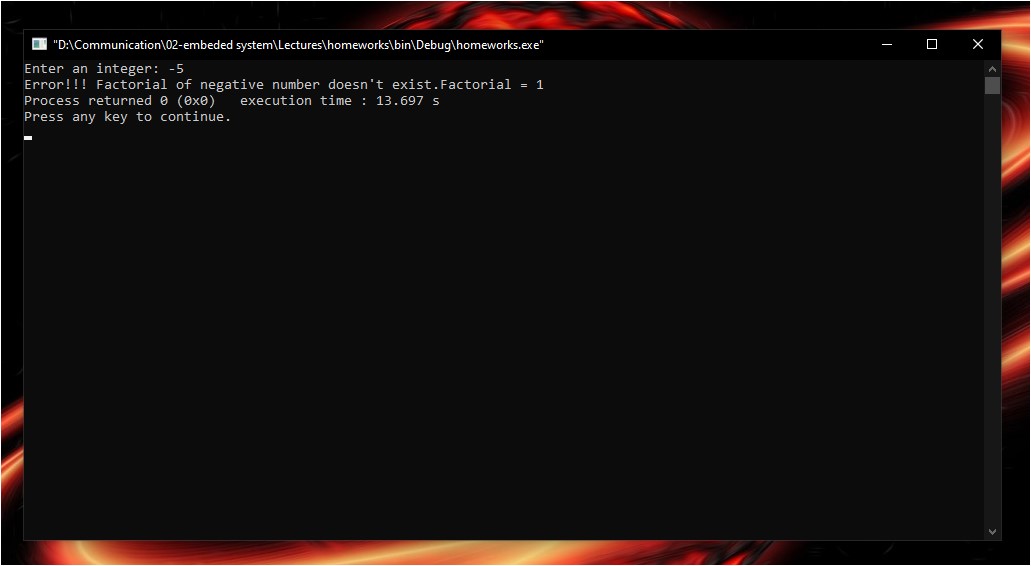 "D:\Communication\02-embeded system\Lectures\homeworks\bin\Debug\homeworks.exe"
Enter an integer: -5
Error!!! Factorial of negative number doesn't exist.Factorial = 1
Process returned 0 (0x0)   execution time : 13.697 s
Press any key to continue.